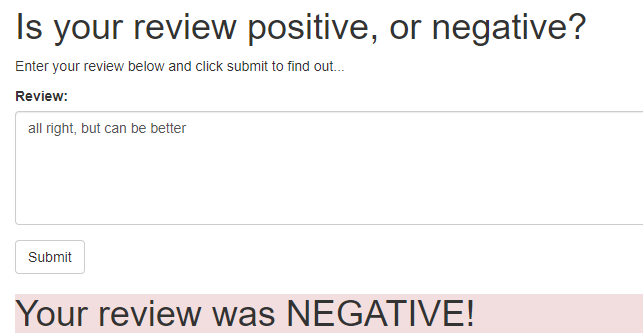 Is your review positive, or negative?
Enter your review below and click submit to find out...
Review:
all right, but can be better
Submit
Your review was NEGATIVE!